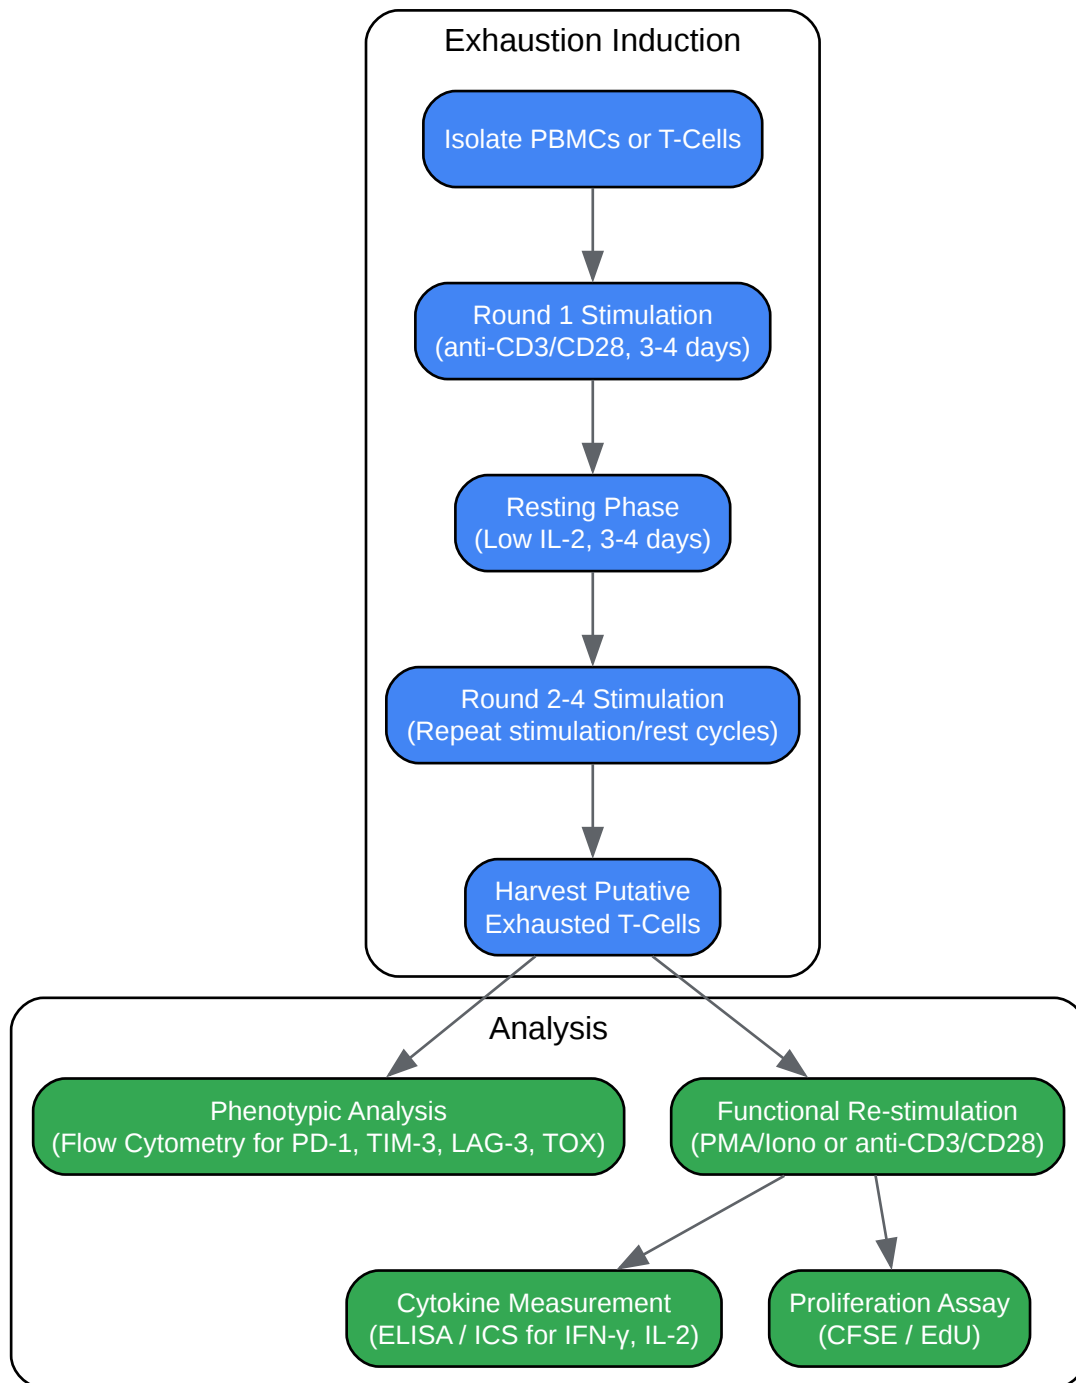 Exhaustion Induction
Isolate PBMCs or T-Cells
Round 1 Stimulation
(anti-CD3/CD28, 3-4 days)
Resting Phase
(Low IL-2, 3-4 days)
Round 2-4 Stimulation
(Repeat stimulation/rest cycles)
Harvest Putative
Exhausted T-Cells
Analysis
Phenotypic Analysis
(Flow Cytometry for PD-1, TIM-3, LAG-3, TOX)
Functional Re-stimulation
(PMA/Iono or anti-CD3/CD28)
Cytokine Measurement
(ELISA / ICS for IFN-γ, IL-2)
Proliferation Assay
(CFSE / EdU)